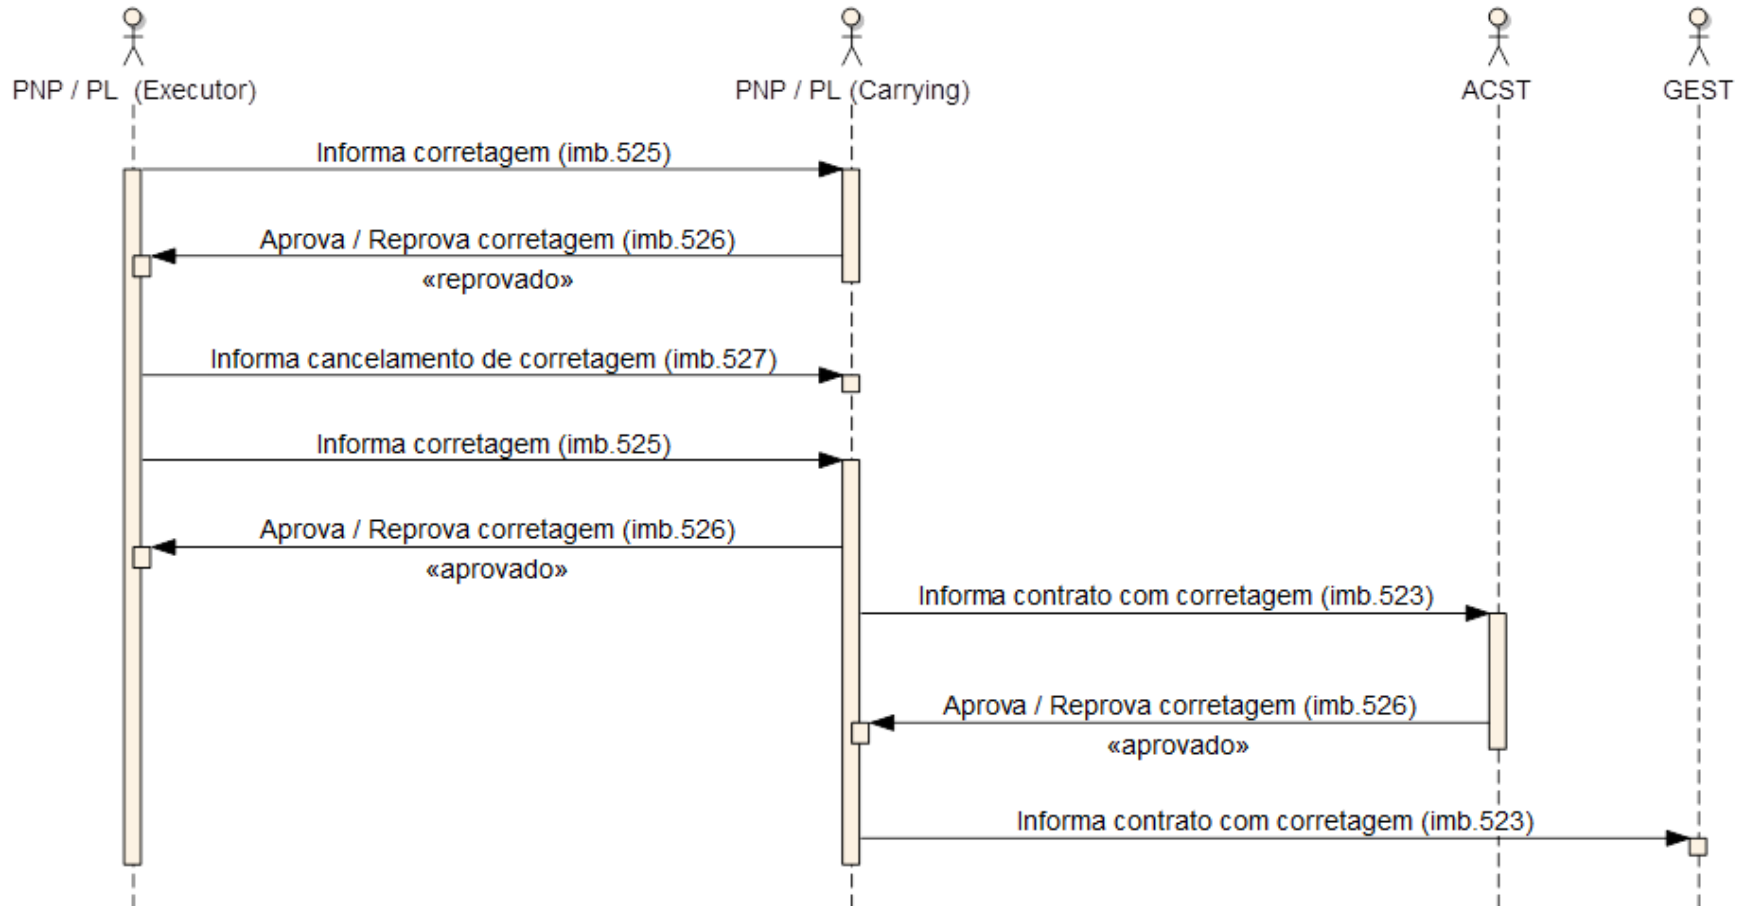 PNP / PL (Executor)
PNP / PL (Carrying)
ACST
GEST
Informa corretagem (imb.525)
Aprova / Reprova corretagem (imb.526)
«reprovado»
Informa cancelamento de corretagem (imb.527)
Informa corretagem (imb.525)
Aprova / Reprova corretagem (imb.526)
«aprovado»
Informa contrato com corretagem (imb.523)
Aprova / Reprova corretagem (imb.526)
«aprovado»
Informa contrato com corretagem (imb.523)